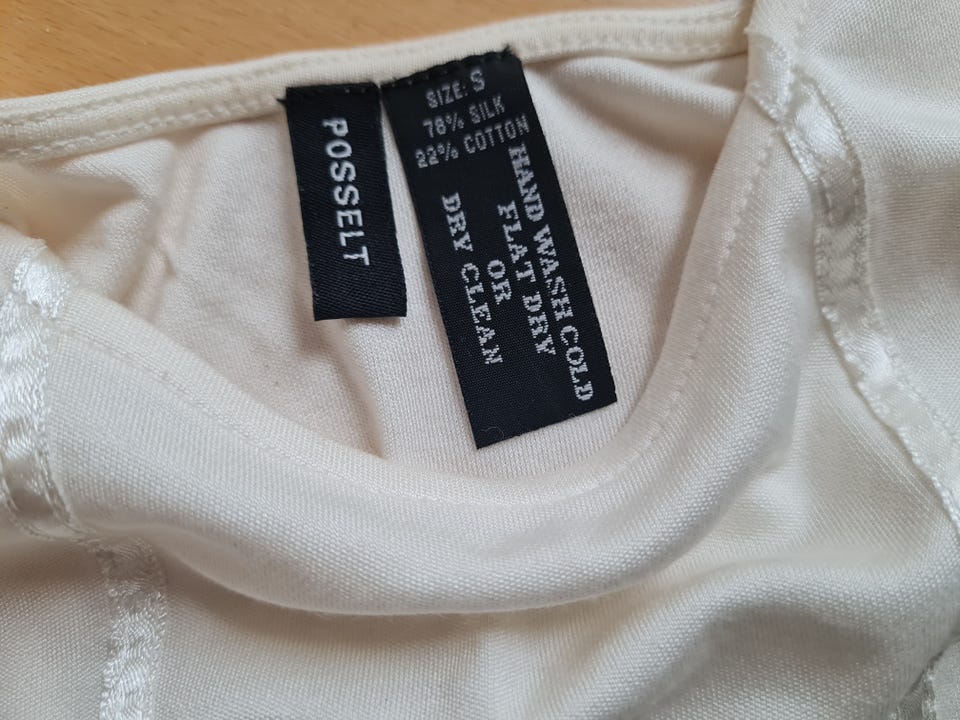 POSSELT
SIZE: S
78% SILK
22% COTTON
HAND WASH COLD
FLAT DRY
OR
DRY CLEAN